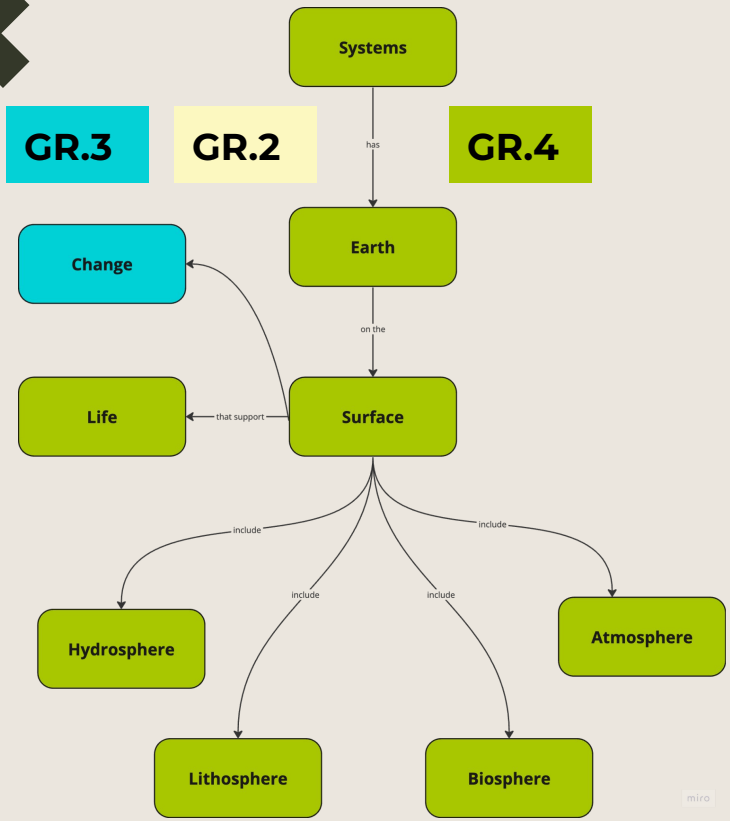 Systems
GR.3
GR.2
GR.4
has
Earth
Change
on the
Life
that support
Surface
include
include
include
include
Hydrosphere
Atmosphere
Lithosphere
Biosphere
miro